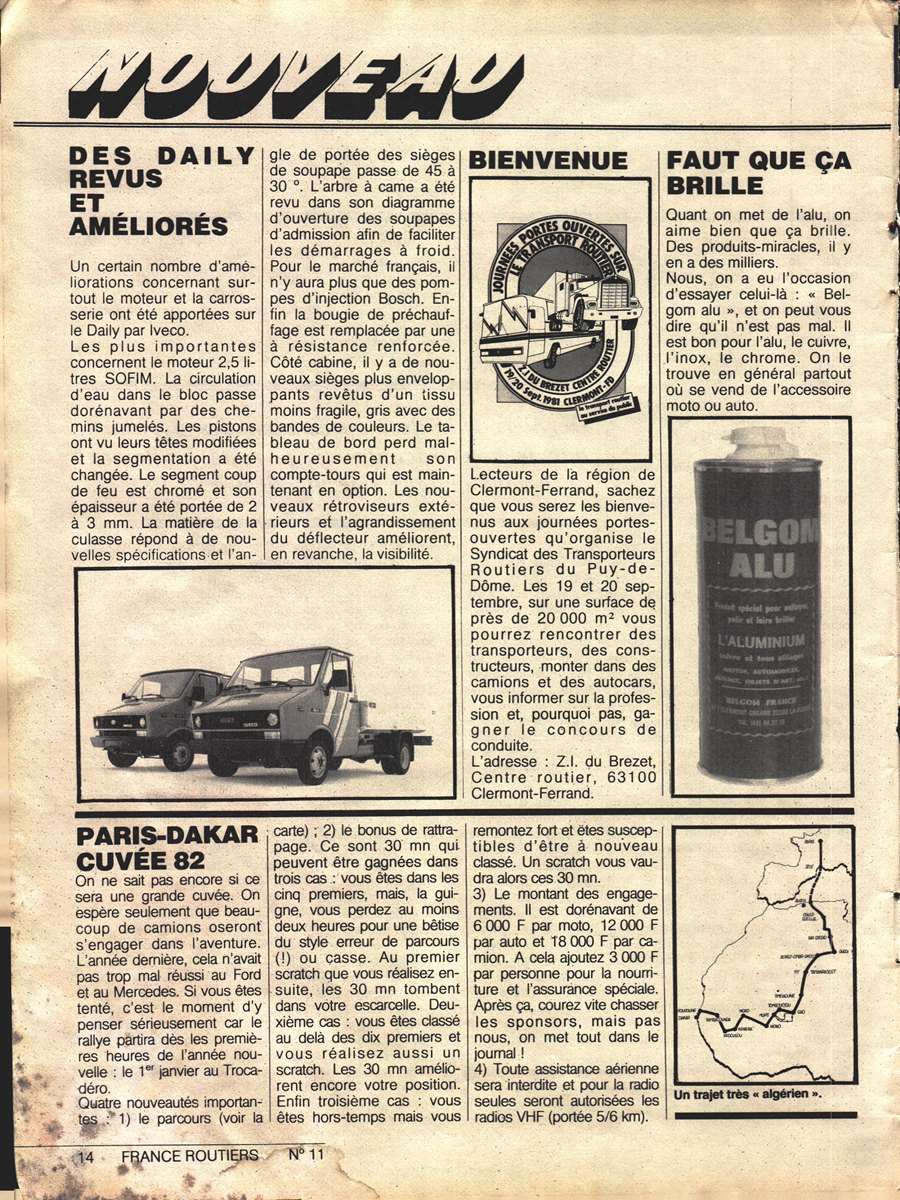 NOUVEAU
DES DAILY
REVUS
ET
AMÉLIORÉS
Un certain nombre d'amé-
liorations concernant sur-
tout le moteur et la carros-
serie ont été apportées sur
le Daily par Iveco.
Les plus importantes
concernent le moteur 2,5 li-
tres SOFIM. La circulation
d'eau dans le bloc passe
dorénavant par des che-
mins jumelés. Les pistons
ont vu leurs têtes modifiées
et la segmentation a été
changée. Le segment coup
de feu est chromé et son
épaisseur a été portée de 2
à 3 mm. La matière de la
culasse répond à de nou-
velles spécifications et l'an-
gle de portée des sièges
de soupape passe de 45 à
30 °. L'arbre à came a été
revu dans son diagramme
d'ouverture des soupapes
d'admission afin de faciliter
les démarrages à froid.
Pour le marché français, il
n'y aura plus que des pom-
pes d'injection Bosch. En-
fin la bougie de préchauf-
fage est remplacée par une
à résistance renforcée.
Côté cabine, il y a de nou-
veaux sièges plus envelop-
pants revêtus d'un tissu
moins fragile, gris avec des
bandes de couleurs. Le ta-
bleau de bord perd mal-
heureusement son
compte-tours qui est main-
tenant en option. Les nou-
veaux rétroviseurs exté-
rieurs et l'agrandissement
du déflecteur améliorent,
en revanche, la visibilité.
BIENVENUE
JOURNÉES PORTES OUVERTES SUR
LE TRANSPORT ROUTIER
Z.I DU BREZET CENTRE ROUTIER
19/20 Sept. 1981 CLERMONT-FD
le transport routier
au service du public
Lecteurs de la région de
Clermont-Ferrand, sachez
que vous serez les bienve-
nus aux journées portes-
ouvertes qu'organise le
Syndicat des Transporteurs
Routiers du Puy-de-
Dôme. Les 19 et 20 sep-
tembre, sur une surface de
près de 20 000 m² vous
pourrez rencontrer des
transporteurs, des cons-
tructeurs, monter dans des
camions et des autocars,
vous informer sur la profes-
sion et, pourquoi pas, ga-
gner le concours de
conduite.
L'adresse : Z.I. du Brezet,
Centre routier, 63100
Clermont-Ferrand.
FAUT QUE ÇA
BRILLE
Quant on met de l'alu, on
aime bien que ça brille.
Des produits-miracles, il y
en a des milliers.
Nous, on a eu l'occasion
d'essayer celui-là : « Bel-
gom alu », et on peut vous
dire qu'il n'est pas mal. Il
est bon pour l'alu, le cuivre,
l'inox, le chrome. On le
trouve en général partout
où se vend de l'accessoire
moto ou auto.
BELGOM
ALU
Produit spécial pour nettoyer,
polir et faire briller
L'ALUMINIUM
cuivre et tous alliages
MOTOS, AUTOMOBILES,
OBJETS D'ART
BELGOM FRANCE
PARIS-DAKAR
CUVÉE 82
On ne sait pas encore si ce
sera une grande cuvée. On
espère seulement que beau-
coup de camions oseront
s'engager dans l'aventure.
L'année dernière, cela n'avait
pas trop mal réussi au Ford
et au Mercedes. Si vous êtes
tenté, c'est le moment d'y
penser sérieusement car le
rallye partira dès les premiè-
res heures de l'année nou-
velle : le 1er janvier au Troca-
déro.
Quatre nouveautés importan-
tes : 1) le parcours (voir la
carte) ; 2) le bonus de rattra-
page. Ce sont 30 mn qui
peuvent être gagnées dans
trois cas : vous êtes dans les
cinq premiers, mais, la gui-
gne, vous perdez au moins
deux heures pour une bêtise
du style erreur de parcours
(!) ou casse. Au premier
scratch que vous réalisez en-
suite, les 30 mn tombent
dans votre escarcelle. Deu-
xième cas : vous êtes classé
au delà des dix premiers et
vous réalisez aussi un
scratch. Les 30 mn amélio-
rent encore votre position.
Enfin troisième cas : vous
êtes hors-temps mais vous
remontez fort et êtes suscep-
tibles d'être à nouveau
classé. Un scratch vous vau-
dra alors ces 30 mn.
3) Le montant des engage-
ments. Il est dorénavant de
6 000 F par moto, 12 000 F
par auto et 18 000 F par ca-
mion. A cela ajoutez 3 000 F
par personne pour la nourri-
ture et l'assurance spéciale.
Après ça, courez vite chasser
les sponsors, mais pas
nous, on met tout dans le
journal !
4) Toute assistance aérienne
sera interdite et pour la radio
seules seront autorisées les
radios VHF (portée 5/6 km).
PARIS
GAO
DAKAR
Un trajet très « algérien ».
14 FRANCE ROUTIERS N° 11